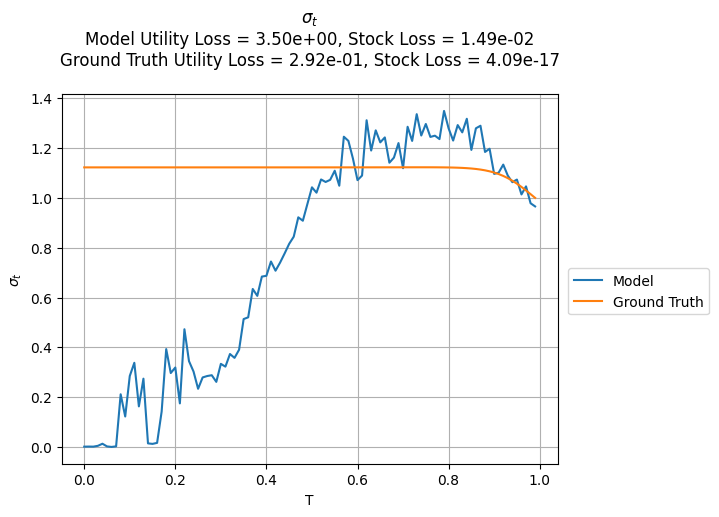 σ_t
Model Utility Loss = 3.50e+00, Stock Loss = 1.49e-02
Ground Truth Utility Loss = 2.92e-01, Stock Loss = 4.09e-17
1.4
1.2
1.0
0.8
0.6
0.4
0.2
0.0
σ_t
0.0 0.2 0.4 0.6 0.8 1.0
T
Model
Ground Truth